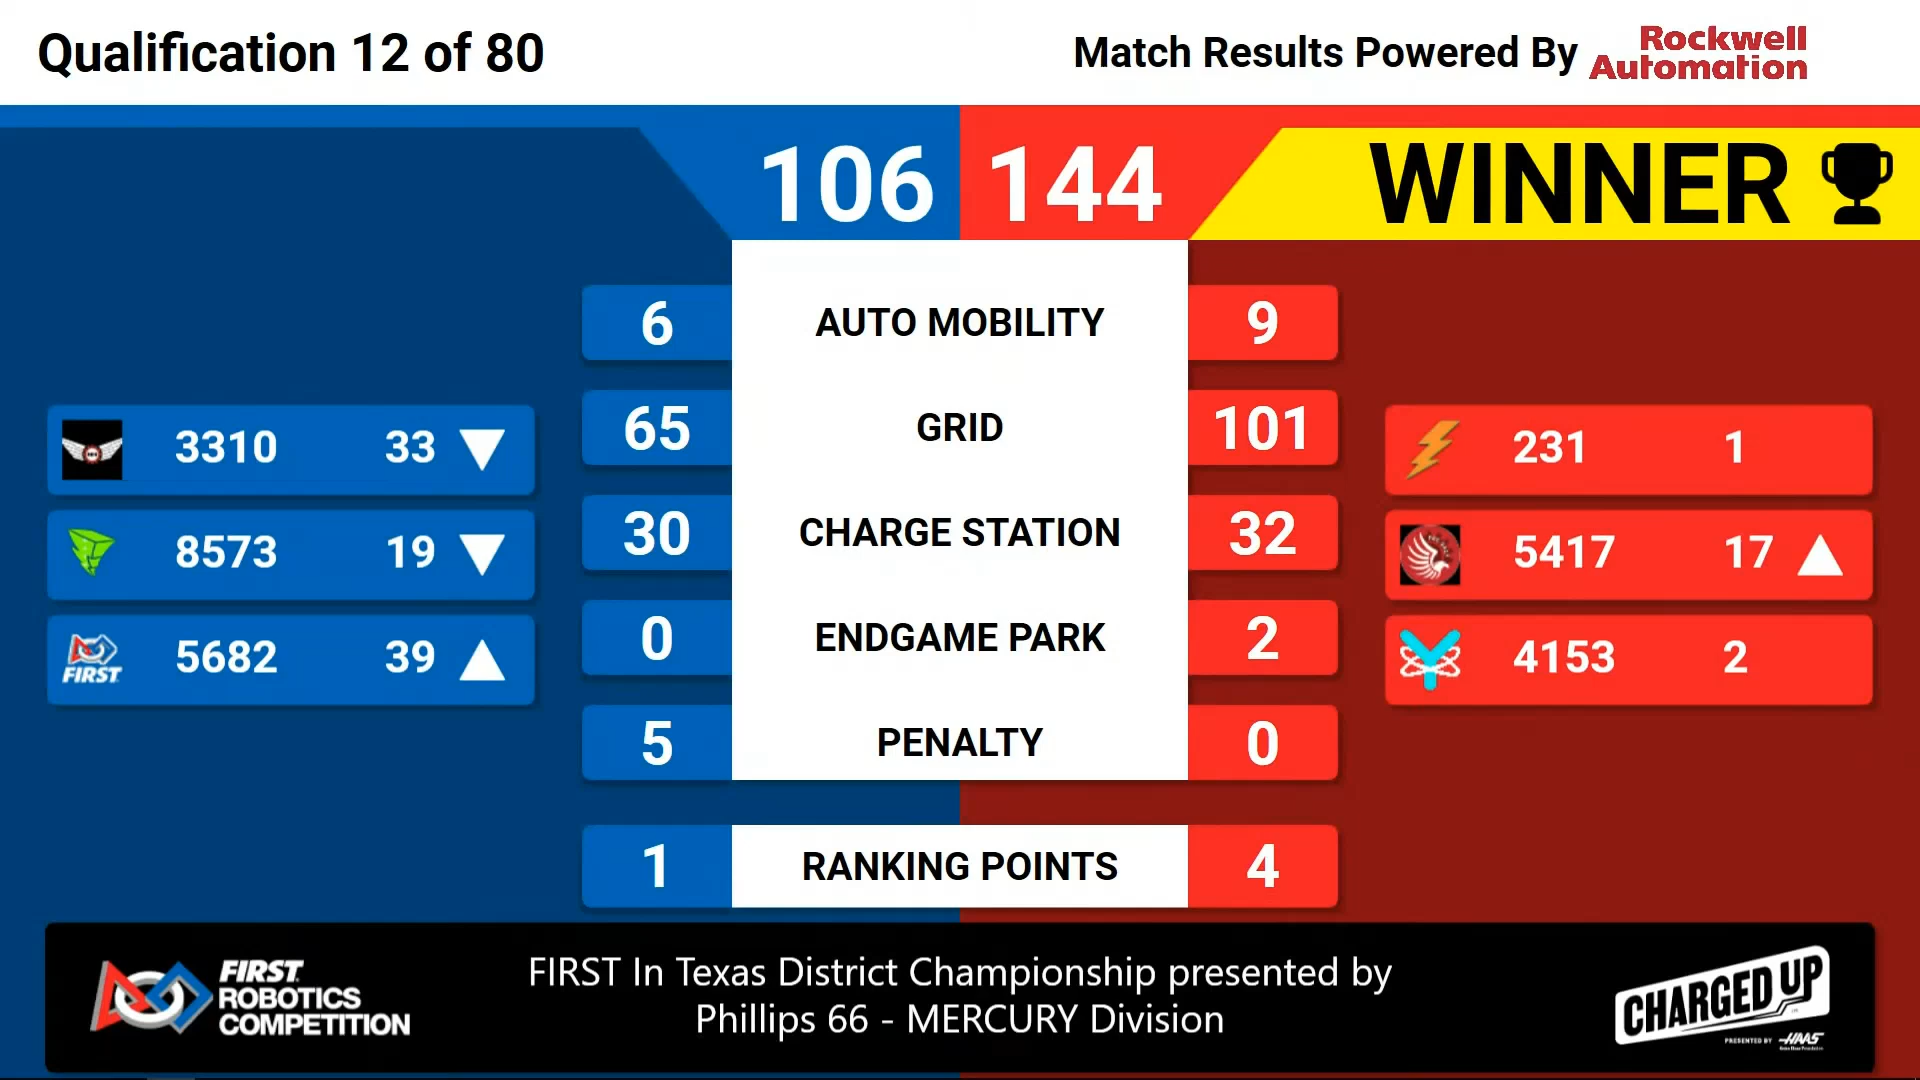 Qualification 12 of 80
Match Results Powered By
Rockwell
Automation
106
144
WINNER
6
AUTO MOBILITY
9
65
GRID
101
30
CHARGE STATION
32
0
ENDGAME PARK
2
5
PENALTY
0
1
RANKING POINTS
4
3310 33
8573 19
FIRST
5682 39
231 1
5417 17
4153 2
FIRST
ROBOTICS
COMPETITION
FIRST In Texas District Championship presented by
Phillips 66 - MERCURY Division
CHARGED UP
PRESENTED BY HAAS